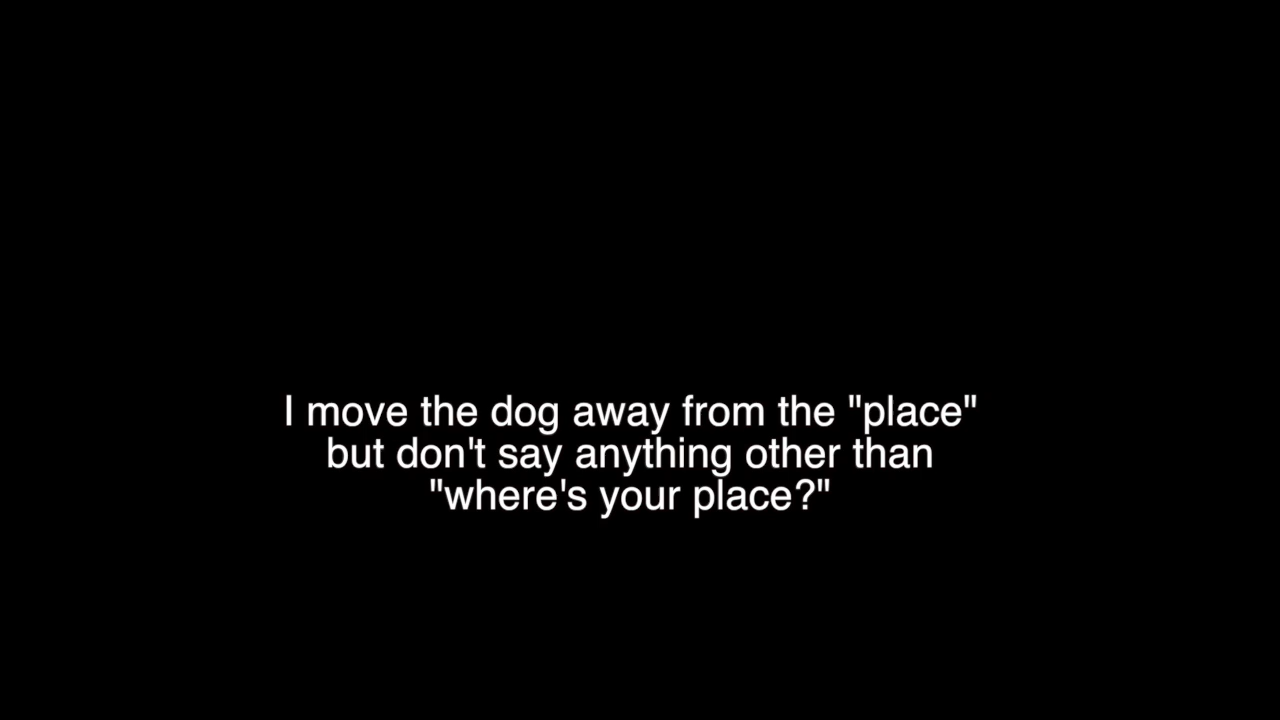 I move the dog away from the "place"
but don't say anything other than
"where's your place?"